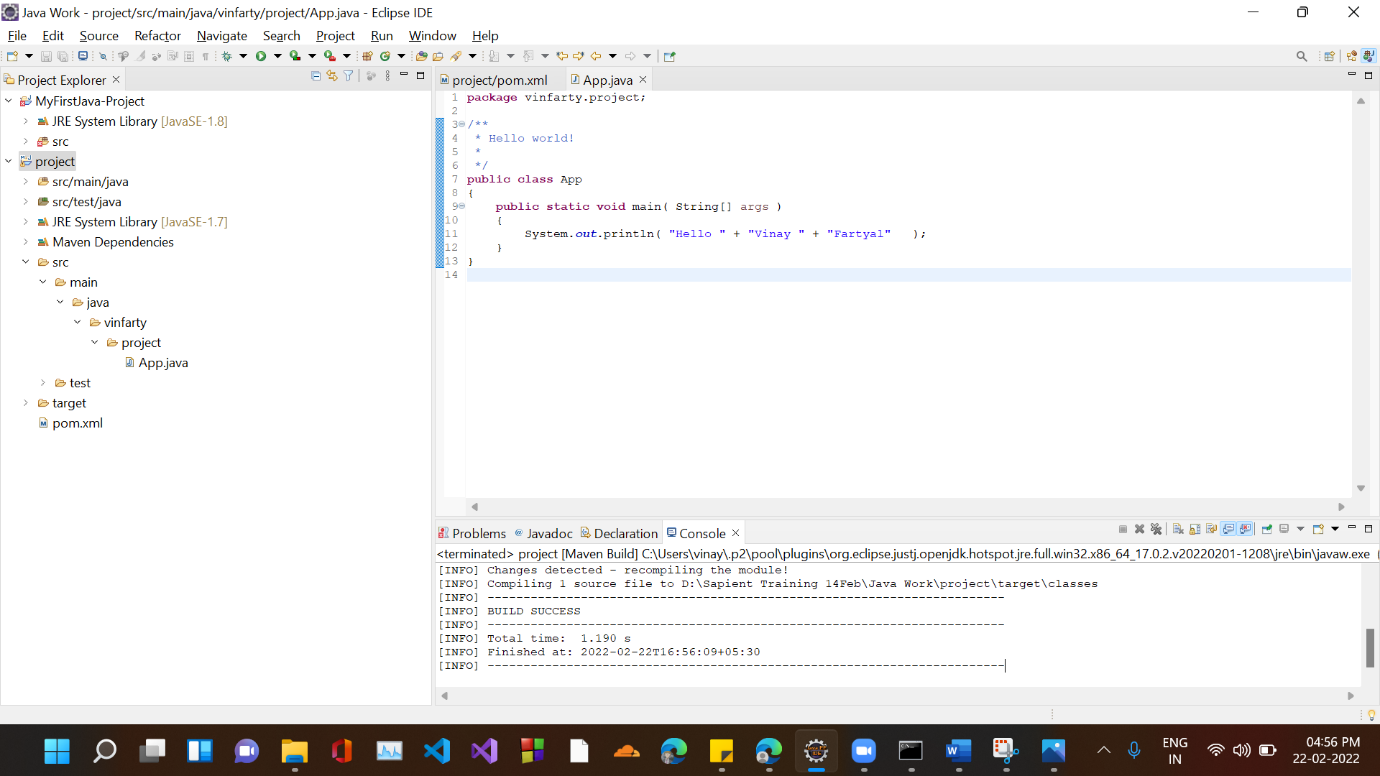 Java Work - project/src/main/java/vinfarty/project/App.java - Eclipse IDE
File Edit Source Refactor Navigate Search Project Run Window Help
Project Explorer
MyFirstJava-Project
JRE System Library [JavaSE-1.8]
src
project
src/main/java
src/test/java
JRE System Library [JavaSE-1.7]
Maven Dependencies
src
main
java
vinfarty
project
App.java
test
target
pom.xml
project/pom.xml App.java
1 package vinfarty.project;
2
3 /**
4 * Hello world!
5 *
6 */
7 public class App
8 {
9 public static void main( String[] args )
10 {
11 System.out.println( "Hello " + "Vinay " + "Fartyal" );
12 }
13 }
14
Problems Javadoc Declaration Console
<terminated> project [Maven Build] C:\Users\vinay\.p2\pool\plugins\org.eclipse.justj.openjdk.hotspot.jre.full.win32.x86_64_17.0.2.v20220201-1208\jre\bin\javaw.exe (
[INFO] Changes detected - recompiling the module!
[INFO] Compiling 1 source file to D:\Sapient Training 14Feb\Java Work\project\target\classes
[INFO] ------------------------------------------------------------------------
[INFO] BUILD SUCCESS
[INFO] ------------------------------------------------------------------------
[INFO] Total time:  1.190 s
[INFO] Finished at: 2022-02-22T16:56:09+05:30
[INFO] ------------------------------------------------------------------------
ENG
IN
04:56 PM
22-02-2022